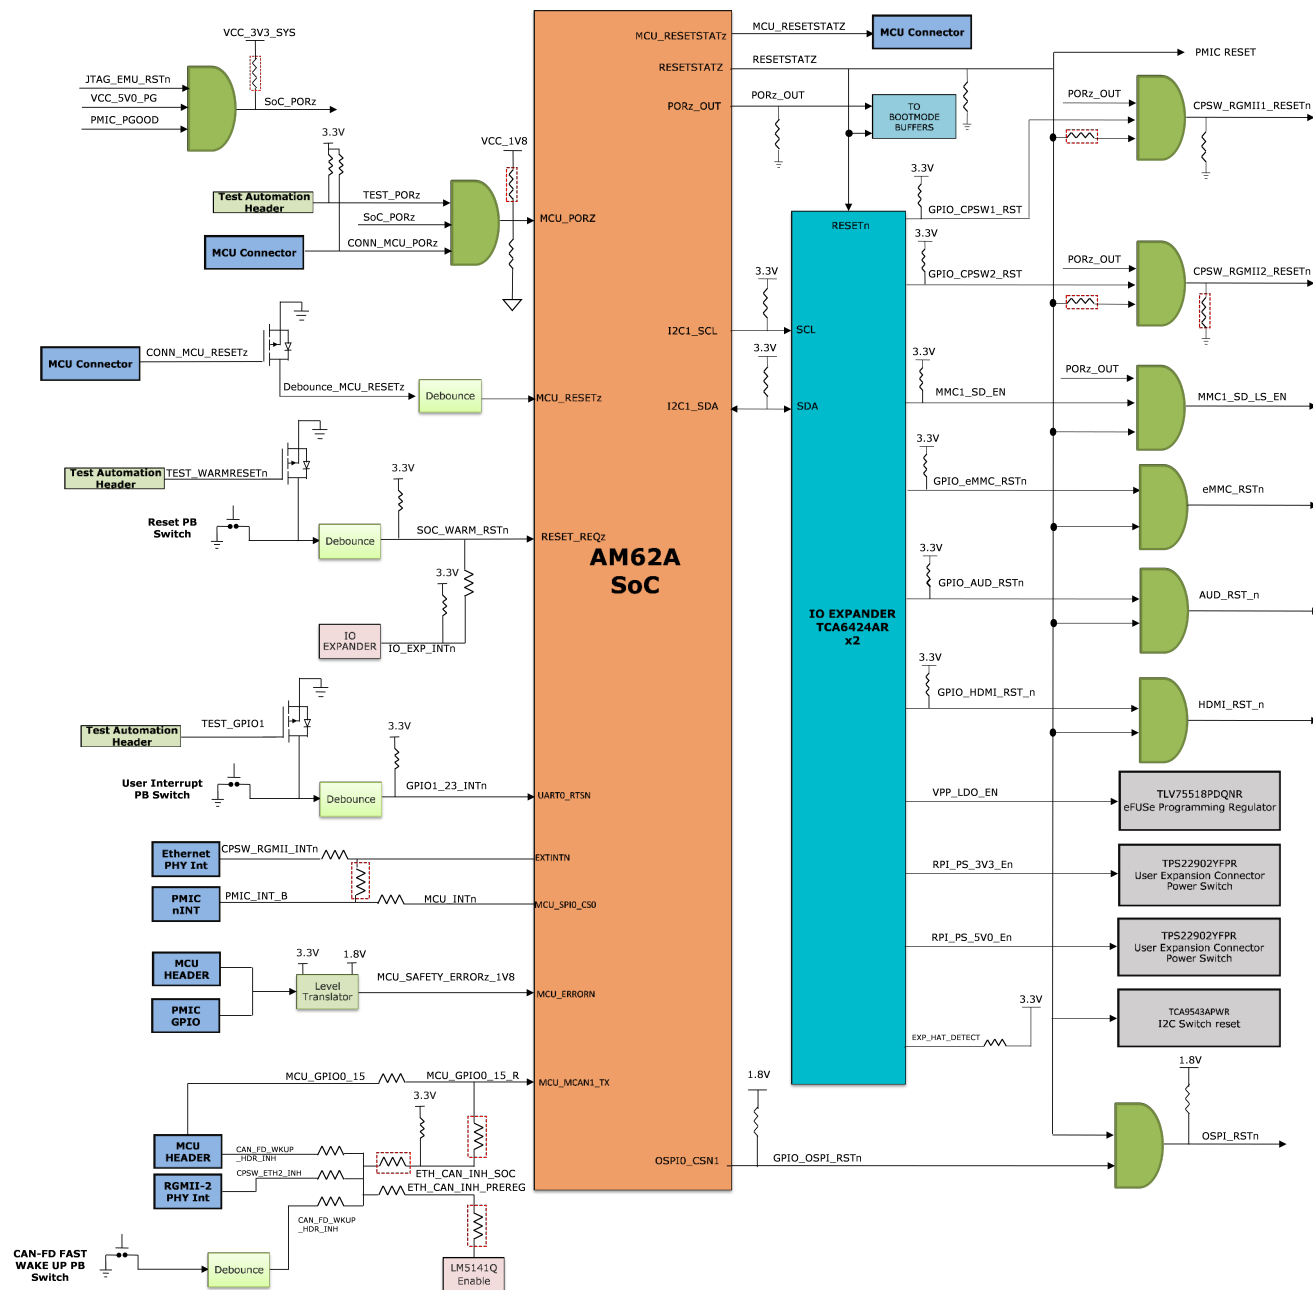 VCC_3V3_SYS
JTAG_EMU_RSTn
VCC_5V0_PG
PMIC_PGOOD
SoC_PORz
3.3V
VCC_1V8
Test Automation
Header
TEST_PORz
SoC_PORz
MCU Connector
CONN_MCU_PORz
MCU_PORZ
MCU Connector
CONN_MCU_RESETz
Debounce_MCU_RESETz
Debounce
MCU_RESETz
Test Automation
Header
TEST_WARMRESETn
3.3V
Reset PB
Switch
Debounce
SOC_WARM_RSTn
RESET_REQz
3.3V
IO
EXPANDER
IO_EXP_INTn
TEST_GPIO1
Test Automation
Header
3.3V
User Interrupt
PB Switch
Debounce
GPIO1_23_INTn
UART0_RTSN
Ethernet
PHY Int
CPSW_RGMII_INTn
EXTINTN
PMIC
nINT
PMIC_INT_B
MCU_INTn
MCU_SPI0_CS0
MCU
HEADER
PMIC
GPIO
3.3V
1.8V
Level
Translator
MCU_SAFETY_ERRORz_1V8
MCU_ERRORN
MCU_GPIO0_15
MCU_GPIO0_15_R
MCU_MCAN1_TX
3.3V
MCU
HEADER
CAN_FD_WKUP
_HDR_INH
RGMII-2
PHY Int
CPSW_ETH2_INH
ETH_CAN_INH_SOC
ETH_CAN_INH_PREREG
CAN_FD_WKUP
_HDR_INH
CAN-FD FAST
WAKE UP PB
Switch
Debounce
LM5141Q
Enable
AM62A
SoC
MCU_RESETSTATz
MCU_RESETSTATZ
MCU Connector
RESETSTATZ
RESETSTATZ
PMIC RESET
PORz_OUT
PORz_OUT
TO
BOOTMODE
BUFFERS
I2C1_SCL
3.3V
SCL
I2C1_SDA
3.3V
SDA
RESETn
IO EXPANDER
TCA6424AR
x2
3.3V
GPIO_CPSW1_RST
PORz_OUT
CPSW_RGMII1_RESETn
3.3V
GPIO_CPSW2_RST
PORz_OUT
CPSW_RGMII2_RESETn
3.3V
MMC1_SD_EN
PORz_OUT
MMC1_SD_LS_EN
3.3V
GPIO_eMMC_RSTn
eMMC_RSTn
3.3V
GPIO_AUD_RSTn
AUD_RST_n
3.3V
GPIO_HDMI_RST_n
HDMI_RST_n
VPP_LDO_EN
TLV75518PDQNR
eFUSe Programming Regulator
RPI_PS_3V3_En
TPS22902YFPR
User Expansion Connector
Power Switch
RPI_PS_5V0_En
TPS22902YFPR
User Expansion Connector
Power Switch
TCA9543APWR
I2C Switch reset
EXP_HAT_DETECT
3.3V
1.8V
OSPI0_CSN1
GPIO_OSPI_RSTn
1.8V
OSPI_RSTn